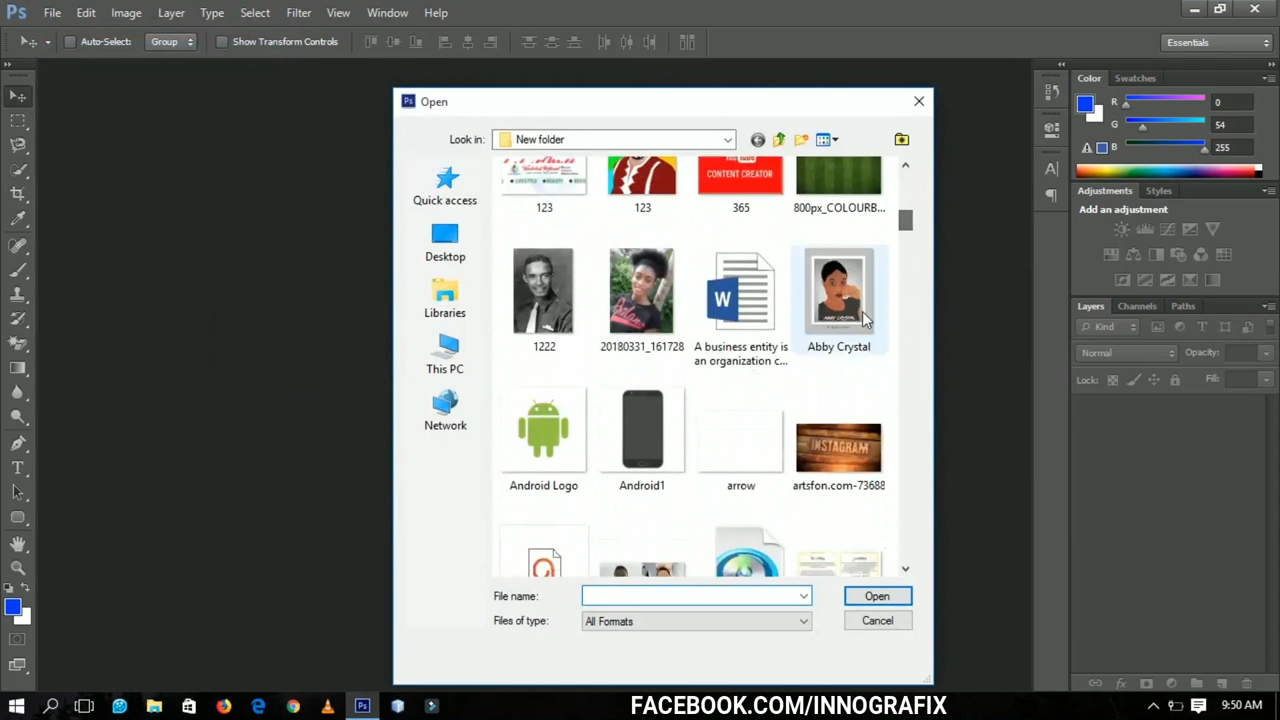 Ps File Edit Image Layer Type Select Filter View Window Help
Auto-Select: Group Show Transform Controls Essentials
Ps Open
Look in: New folder
Quick access
Desktop
Libraries
This PC
Network
CONTENT CREATOR
123 123 365 800px_COLOURB...
1222 20180331_161728 A business entity is an organization c... Abby Crystal
W
ABBY CRYSTAL
INSTAGRAM
Android Logo Android1 arrow artsfon.com-73688
File name: Open
Files of type: All Formats Cancel
Color Swatches
R 0
G 54
B 255
Adjustments Styles
Add an adjustment
Layers Channels Paths
Kind
Normal Opacity:
Lock: Fill:
FACEBOOK.COM/INNOGRAFIX
9:50 AM